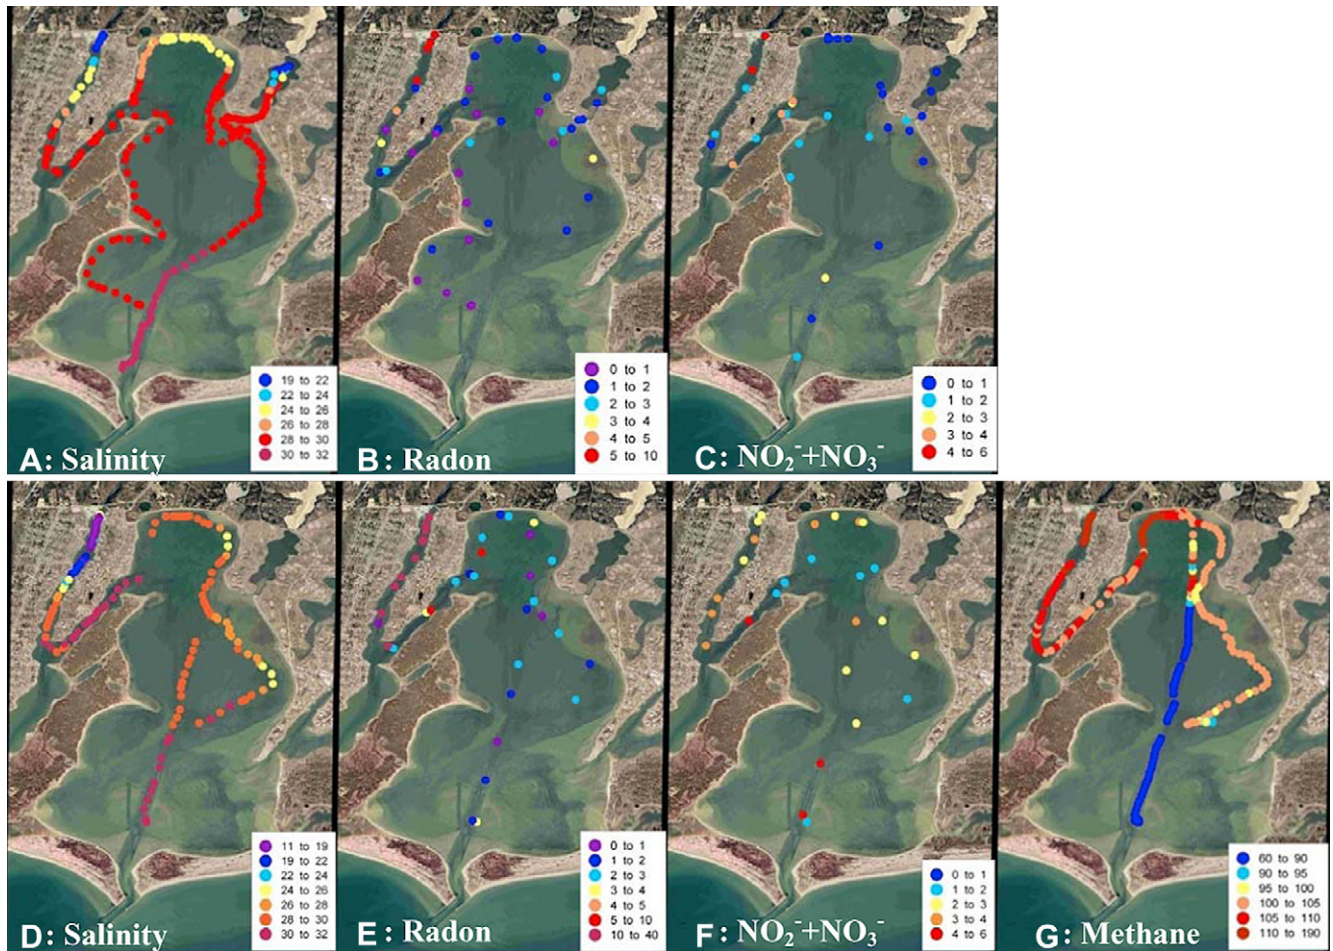 19 to 22
22 to 24
24 to 26
26 to 28
28 to 30
30 to 32
A: Salinity
0 to 1
1 to 2
2 to 3
3 to 4
4 to 5
5 to 10
B: Radon
0 to 1
1 to 2
2 to 3
3 to 4
4 to 6
C: NO₂⁻+NO₃⁻
11 to 19
19 to 22
22 to 24
24 to 26
26 to 28
28 to 30
30 to 32
D: Salinity
0 to 1
1 to 2
2 to 3
3 to 4
4 to 5
5 to 10
10 to 40
E: Radon
0 to 1
1 to 2
2 to 3
3 to 4
4 to 6
F: NO₂⁻+NO₃⁻
60 to 90
90 to 95
95 to 100
100 to 105
105 to 110
110 to 190
G: Methane